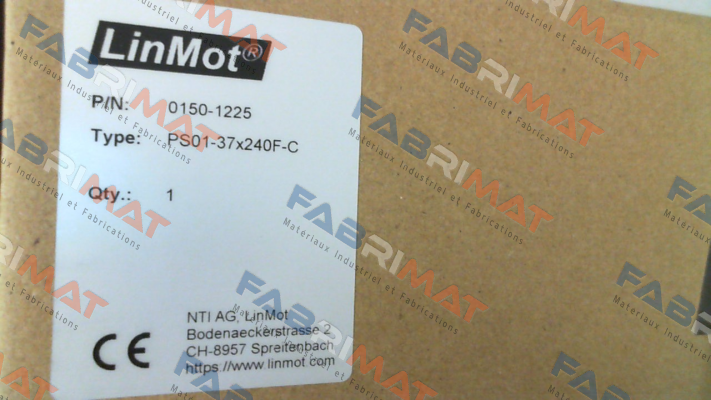 LinMot®
P/N: 0150-1225
Type: PS01-37x240F-C
Qty.: 1
NTI AG, LinMot
Bodenaeckerstrasse 2
CH-8957 Spreitenbach
https://www.linmot.com
CE
FABRIMAT
Matériaux Industriel et Fabrications